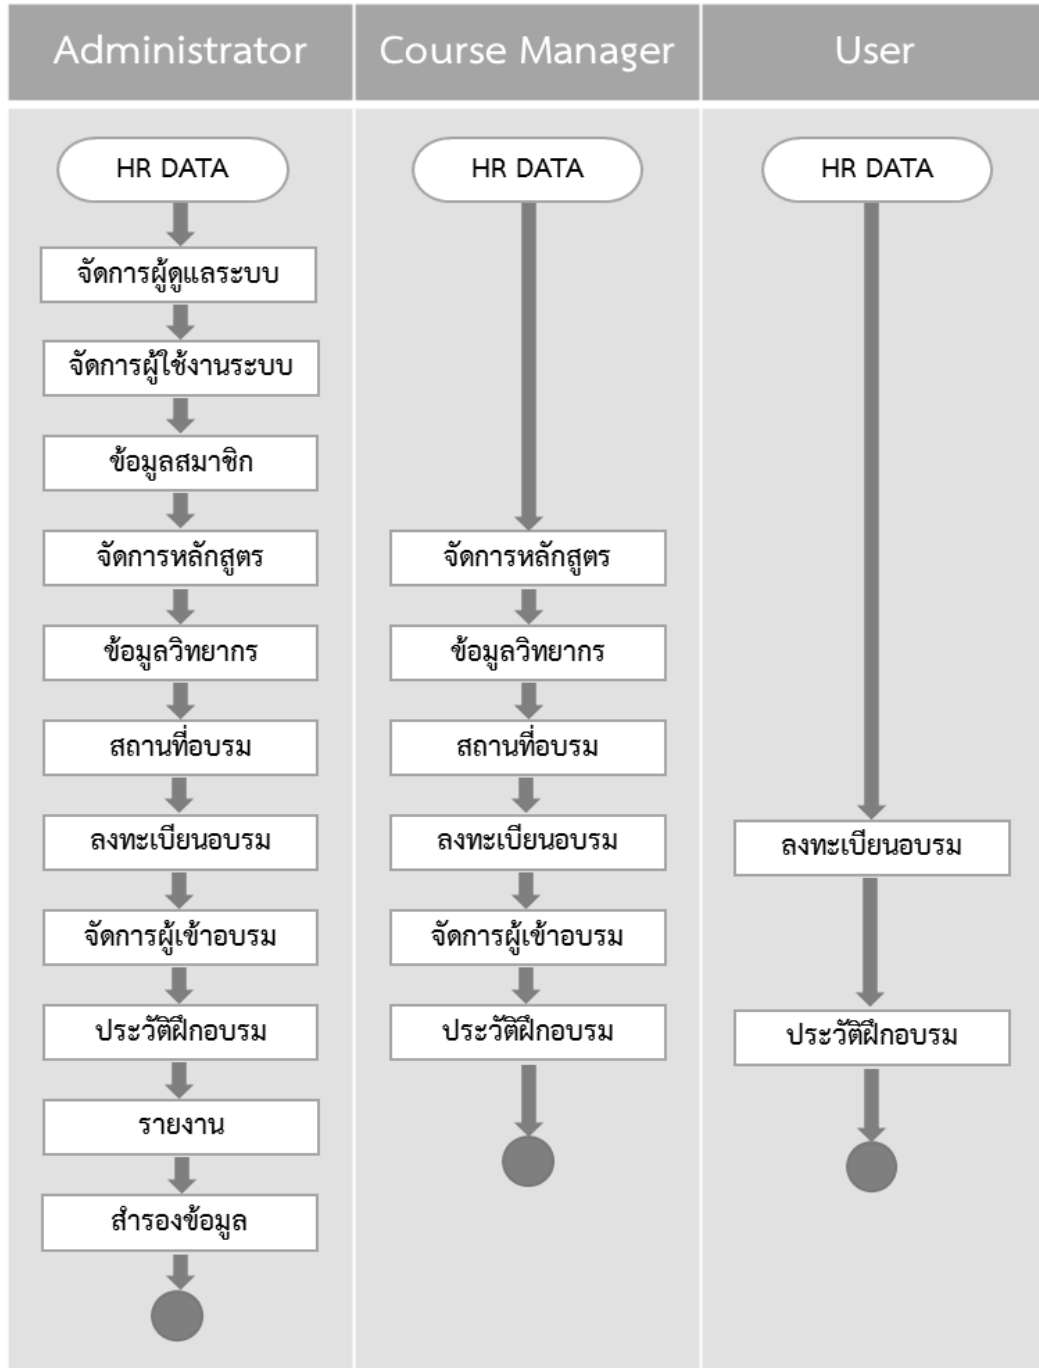 Administrator
Course Manager
User
HR DATA
จัดการผู้ดูแลระบบ
จัดการผู้ใช้งานระบบ
ข้อมูลสมาชิก
จัดการหลักสูตร
ข้อมูลวิทยากร
สถานที่อบรม
ลงทะเบียนอบรม
จัดการผู้เข้าอบรม
ประวัติฝึกอบรม
รายงาน
สำรองข้อมูล
HR DATA
จัดการหลักสูตร
ข้อมูลวิทยากร
สถานที่อบรม
ลงทะเบียนอบรม
จัดการผู้เข้าอบรม
ประวัติฝึกอบรม
HR DATA
ลงทะเบียนอบรม
ประวัติฝึกอบรม